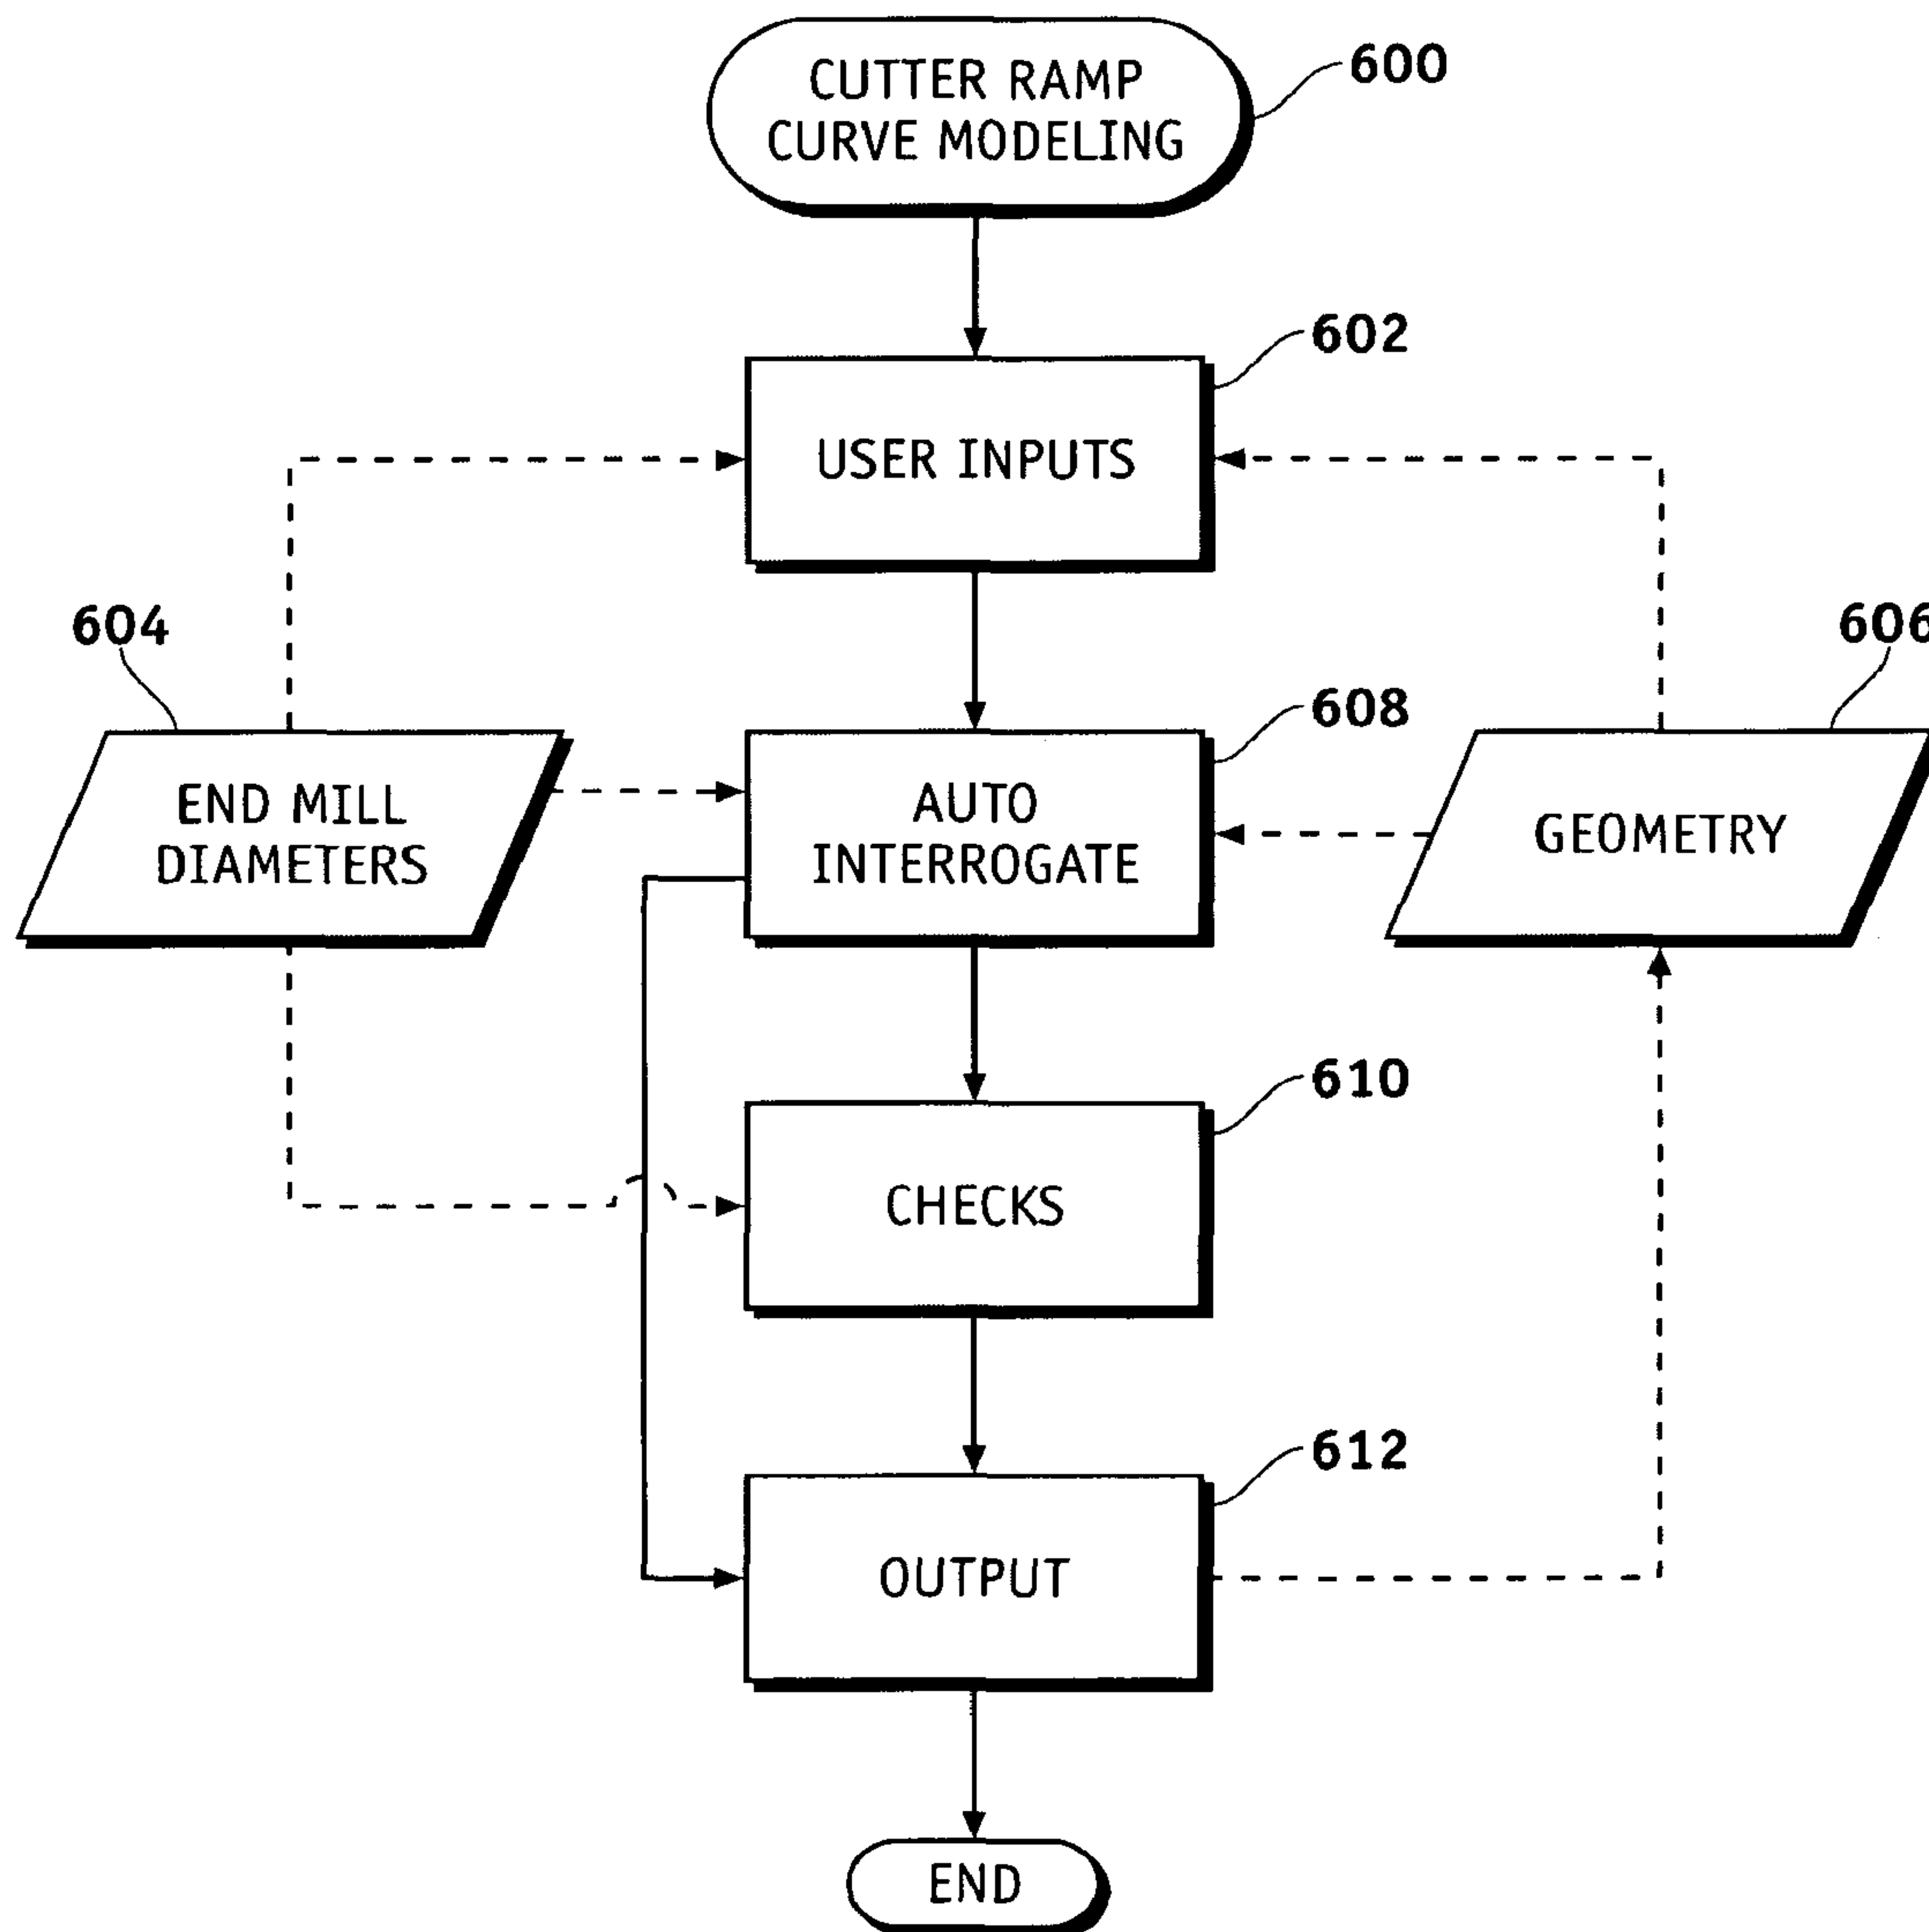 CUTTER RAMP
CURVE MODELING
600
602
USER INPUTS
604
606
608
END MILL
DIAMETERS
AUTO
INTERROGATE
GEOMETRY
610
CHECKS
612
OUTPUT
END